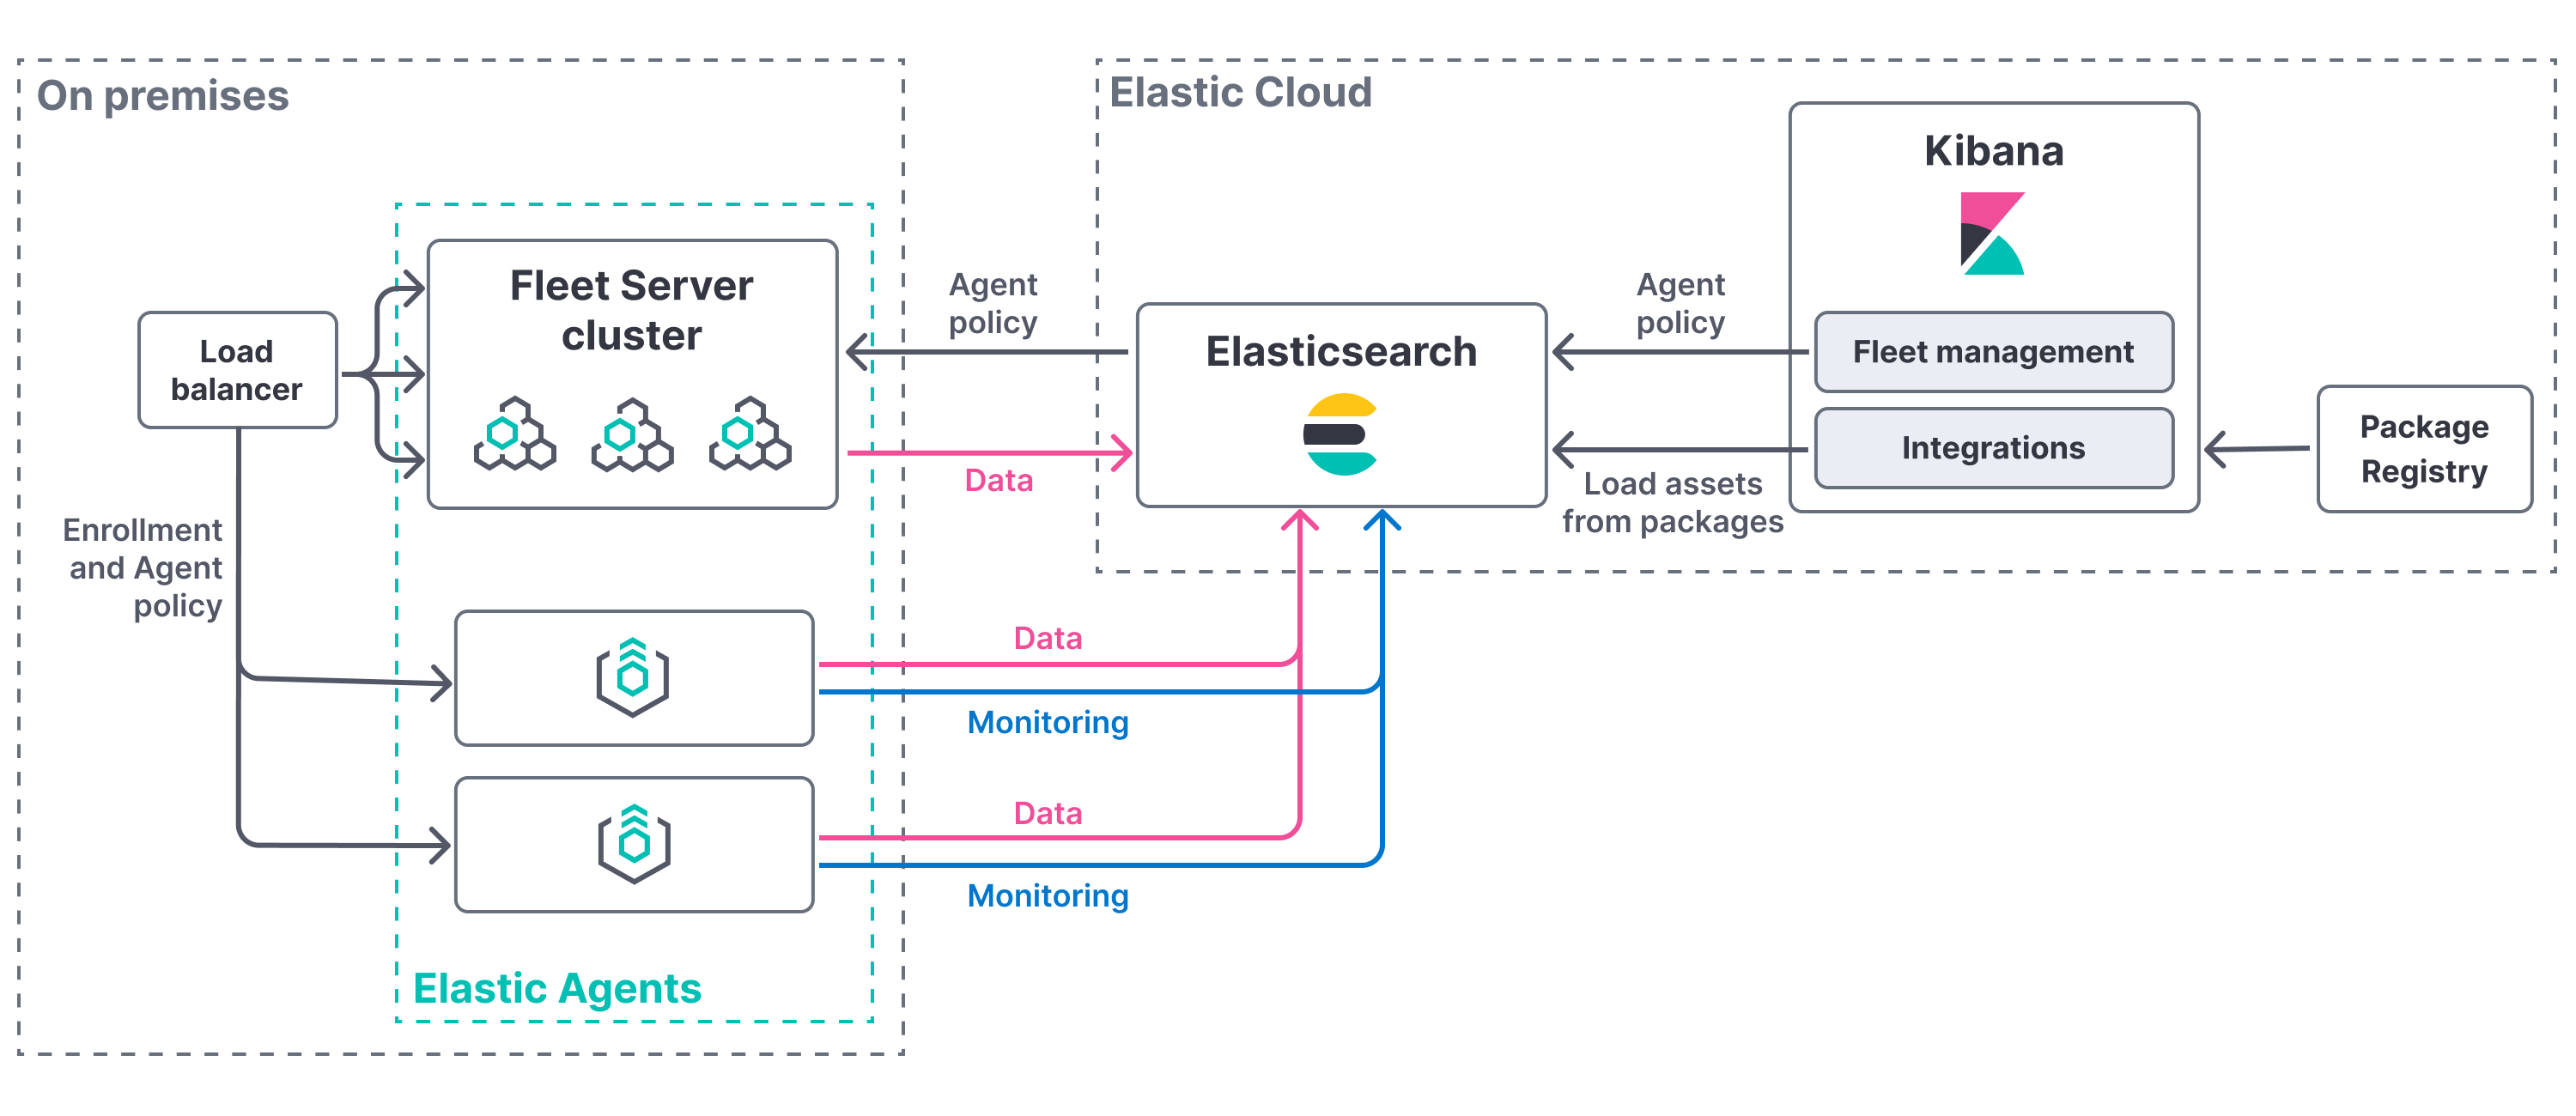 On premises
Elastic Cloud
Kibana
Fleet Server
cluster
Agent
policy
Agent
policy
Load
balancer
Elasticsearch
Fleet management
Integrations
Package
Registry
Data
Load assets
from packages
Enrollment
and Agent
policy
Data
Monitoring
Data
Monitoring
Elastic Agents